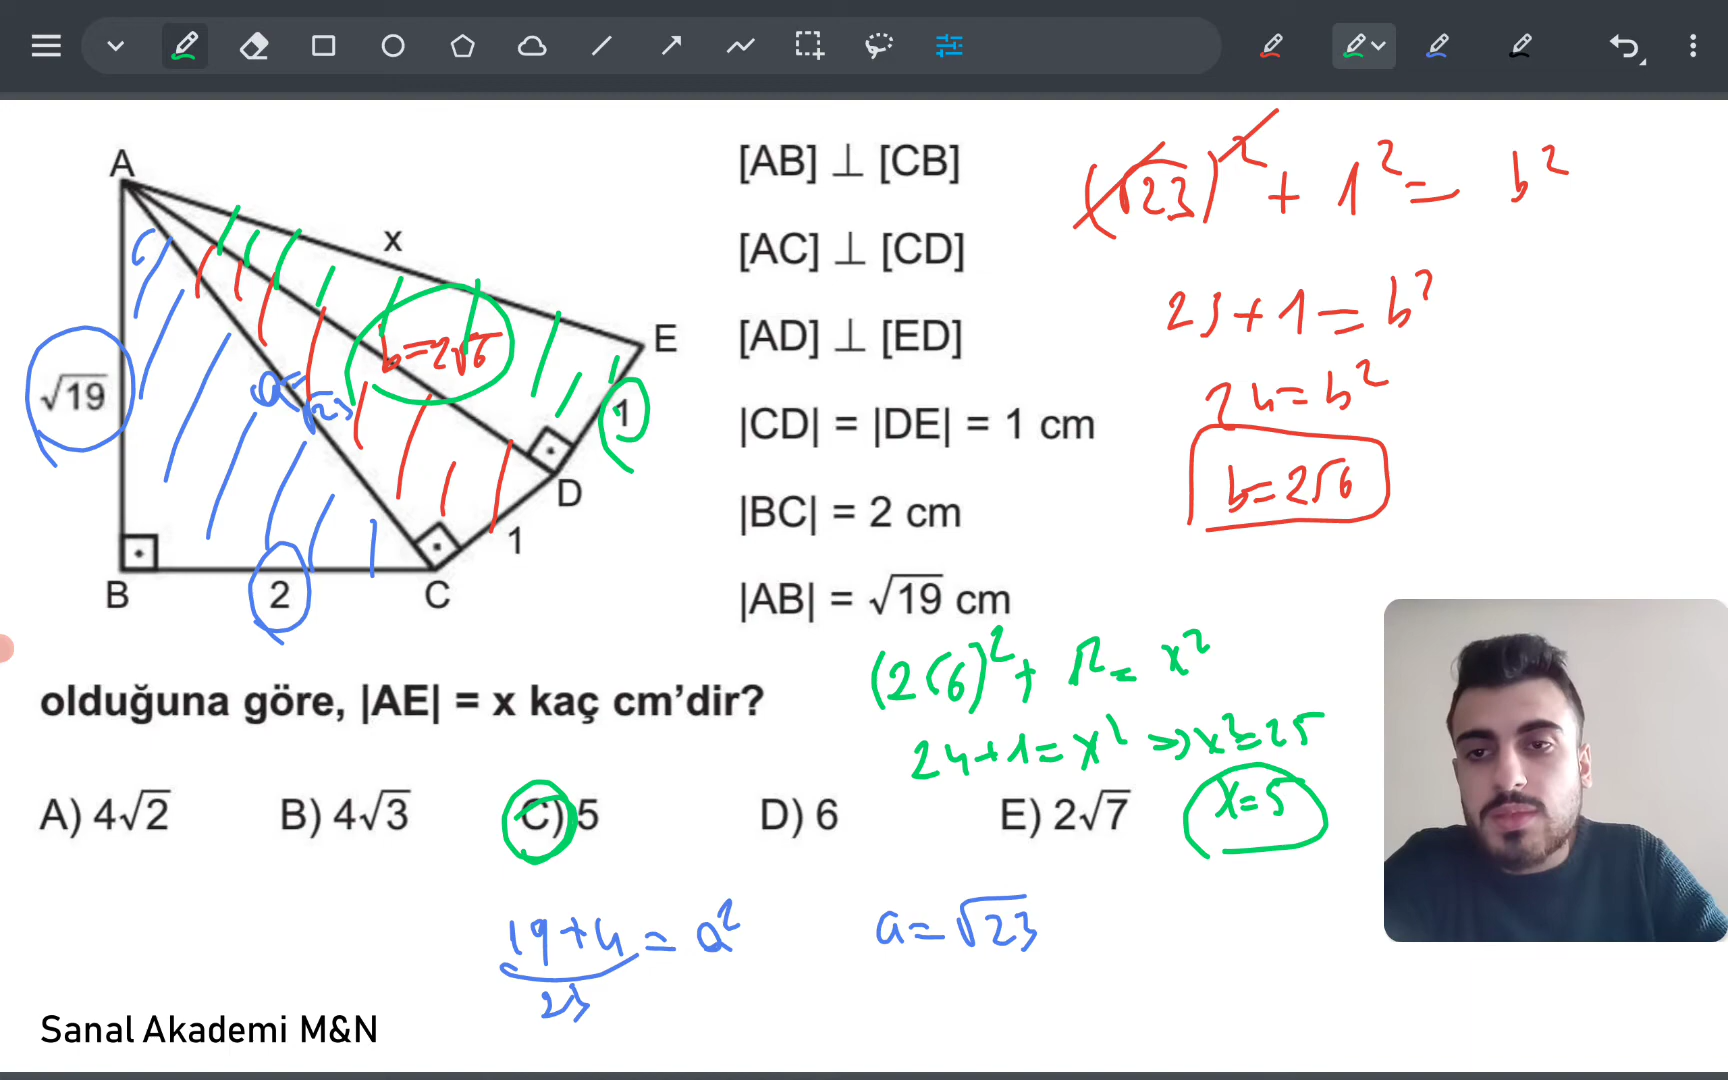 A
x
E
√19
a=√23
b=2√6
1
D
1
B
2
C
[AB] ⊥ [CB]
[AC] ⊥ [CD]
[AD] ⊥ [ED]
|CD| = |DE| = 1 cm
|BC| = 2 cm
|AB| = √19 cm
(√23)² + 1² = b²
23+1=b²
24=b²
b=2√6
olduğuna göre, |AE| = x kaç cm’dir?
(2√6)² + 1² = x²
24+1=x² ⇒ x²=25
x=5
A) 4√2 B) 4√3 C) 5 D) 6 E) 2√7
19+4=a²
23
a=√23
Sanal Akademi M&N